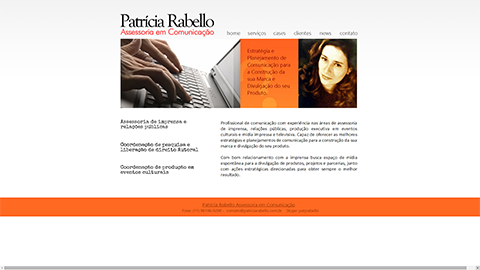 Patrícia Rabello
Assessoria em Comunicação
home serviços cases clientes news contato
Estratégia e
Planejamento de
Comunicação para
a Construção da
sua Marca e
Divulgação do seu
Produto.
Assessoria de imprensa e
relações públicas
Coordenação de pesquisa e
liberação de direito Autoral
Coordenação de produção em
eventos culturais
Profissional de comunicação com experiência nas áreas de assessoria
de imprensa, relações públicas, produção executiva em eventos
culturais e mídia impressa e televisiva. Capaz de oferecer as melhores
estratégias e planejamentos de comunicação para a construção da sua
marca e divulgação do seu produto.
Com bom relacionamento com a imprensa busca espaço de mídia
espontânea para a divulgação de produtos, projetos e parcerias, junto
com ações estratégicas direcionadas para obter sempre o melhor
resultado.
Patrícia Rabello Assessoria em Comunicação